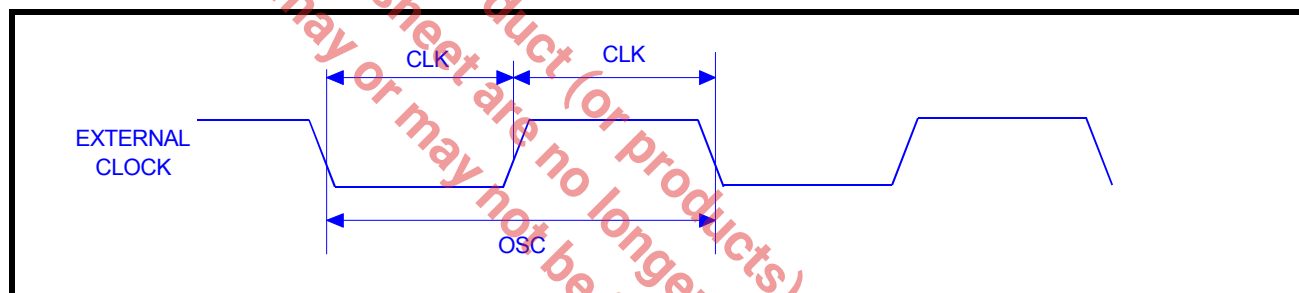 CLK
CLK
EXTERNAL
CLOCK
OSC
may or may not be
sheet are no longer
duct (or products)